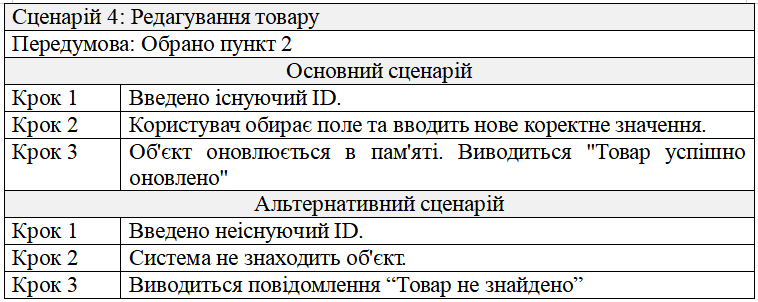 Сценарій 4: Редагування товару
Передумова: Обрано пункт 2
Основний сценарій
Крок 1 Введено існуючий ID.
Крок 2 Користувач обирає поле та вводить нове коректне значення.
Крок 3 Об'єкт оновлюється в пам'яті. Виводиться "Товар успішно
оновлено"
Альтернативний сценарій
Крок 1 Введено неіснуючий ID.
Крок 2 Система не знаходить об'єкт.
Крок 3 Виводиться повідомлення “Товар не знайдено”